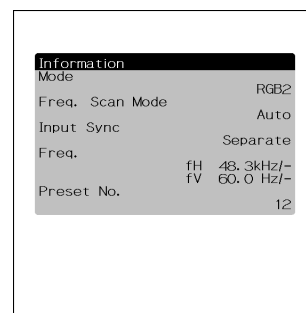 Information
Mode
RGB2
Freq. Scan Mode
Auto
Input Sync
Separate
Freq.
fH 48.3kHz/-
fV 60.0 Hz/-
Preset No.
12